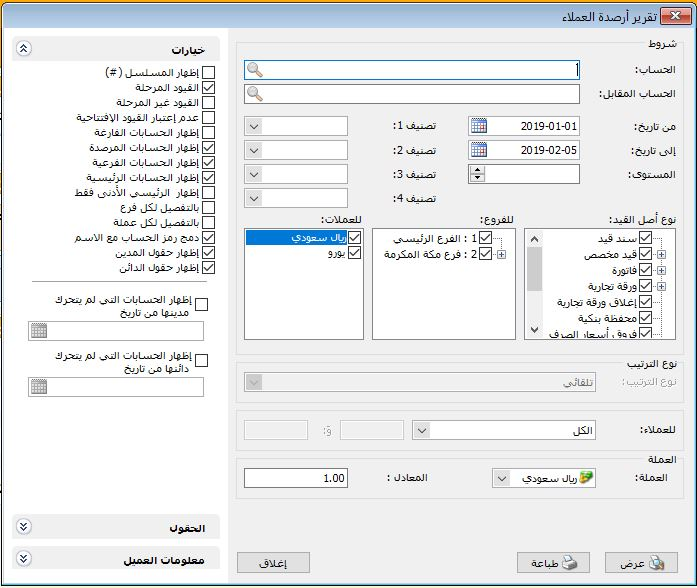 تقرير أرصدة العملاء
شروط
الحساب:
الحساب المقابل:
من تاريخ:
2019-01-01
تصنيف 1:
إلى تاريخ:
2019-02-05
تصنيف 2:
المستوى:
تصنيف 3:
تصنيف 4:
نوع أصل القيد:
سند قيد
قيد مخصص
فاتورة
ورقة تجارية
إغلاق ورقة تجارية
محفظة بنكية
فروق أسعار الصرف
للفروع:
1 : الفرع الرئيسي
2 : فرع مكة المكرمة
للعملات:
ريال سعودي
يورو
نوع الترتيب
نوع الترتيب:
تلقائي
للعملاء:
الكل
و:
العملة
العملة:
ريال سعودي
المعادل :
1.00
عرض
طباعة
إغلاق
خيارات
إظهار المسلسل (#)
القيود المرحلة
القيود غير المرحلة
عدم إعتبار القيود الإفتتاحية
إظهار الحسابات الفارغة
إظهار الحسابات المرصدة
إظهار الحسابات الفرعية
إظهار الحسابات الرئيسية
إظهار الرئيسي الأدنى فقط
بالتفصيل لكل فرع
بالتفصيل لكل عملة
دمج رمز الحساب مع الاسم
إظهار حقول المدين
إظهار حقول الدائن
إظهار الحسابات التي لم يتحرك
مدينها من تاريخ
إظهار الحسابات التي لم يتحرك
دائنها من تاريخ
الحقول
معلومات العميل